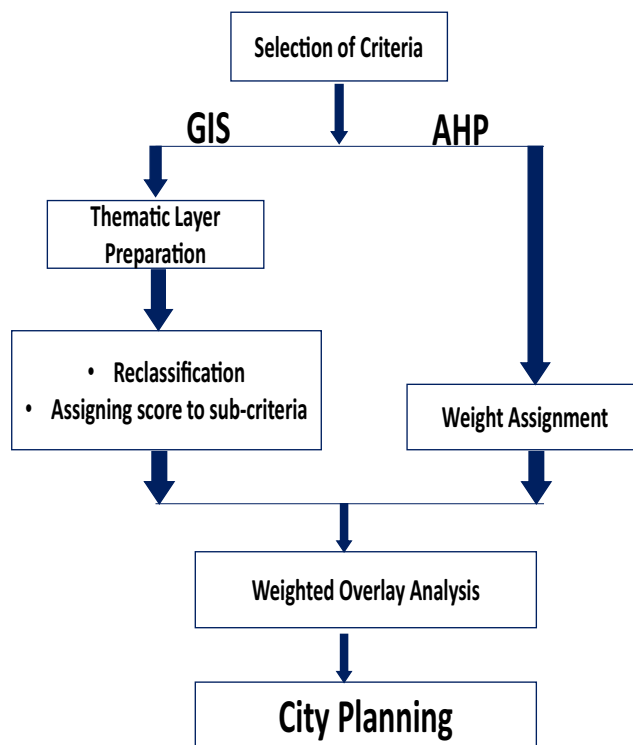 Selection of Criteria
GIS
AHP
Thematic Layer
Preparation
• Reclassification
• Assigning score to sub-criteria
Weight Assignment
Weighted Overlay Analysis
City Planning